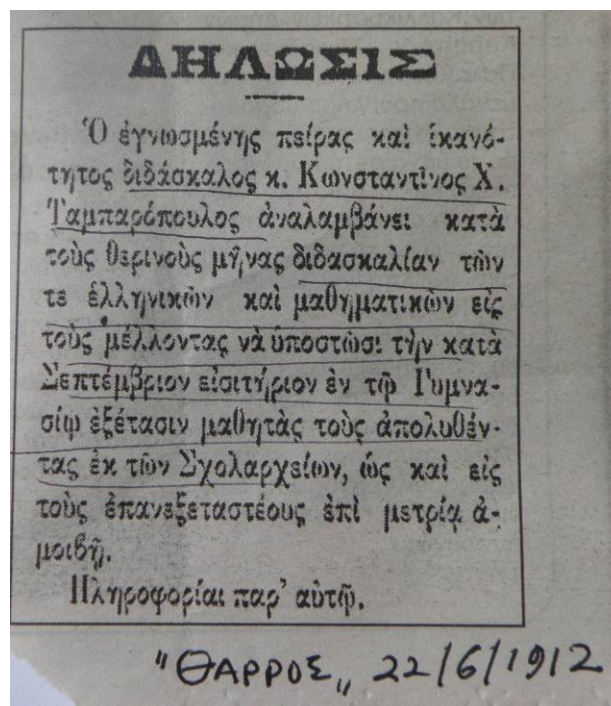 ΔΗΛΩΣΙΣ
Ὁ ἐγνωσμένης πείρας καὶ ἱκανό-
τητος διδάσκαλος κ. Κωνσταντῖνος Χ.
Ταμπαρόπουλος ἀναλαμβάνει κατὰ
τοὺς θερινοὺς μῆνας διδασκαλίαν τῶν
τε ἑλληνικῶν καὶ μαθηματικῶν εἰς
τοὺς μέλλοντας νὰ ὑποστῶσι τὴν κατὰ
Σεπτέμβριον εἰσιτήριον ἐν τῷ Γυμνα-
σίῳ ἐξέτασιν μαθητὰς τοὺς ἀπολυθέν-
τας ἐκ τῶν Σχολαρχείων, ὡς καὶ εἰς
τοὺς ἐπανεξεταστέους ἐπὶ μετρίᾳ ἀ-
μοιβῇ.
Πληροφορίαι παρ' αὐτῷ.
"ΘΑΡΡΟΣ,, 22/6/1912